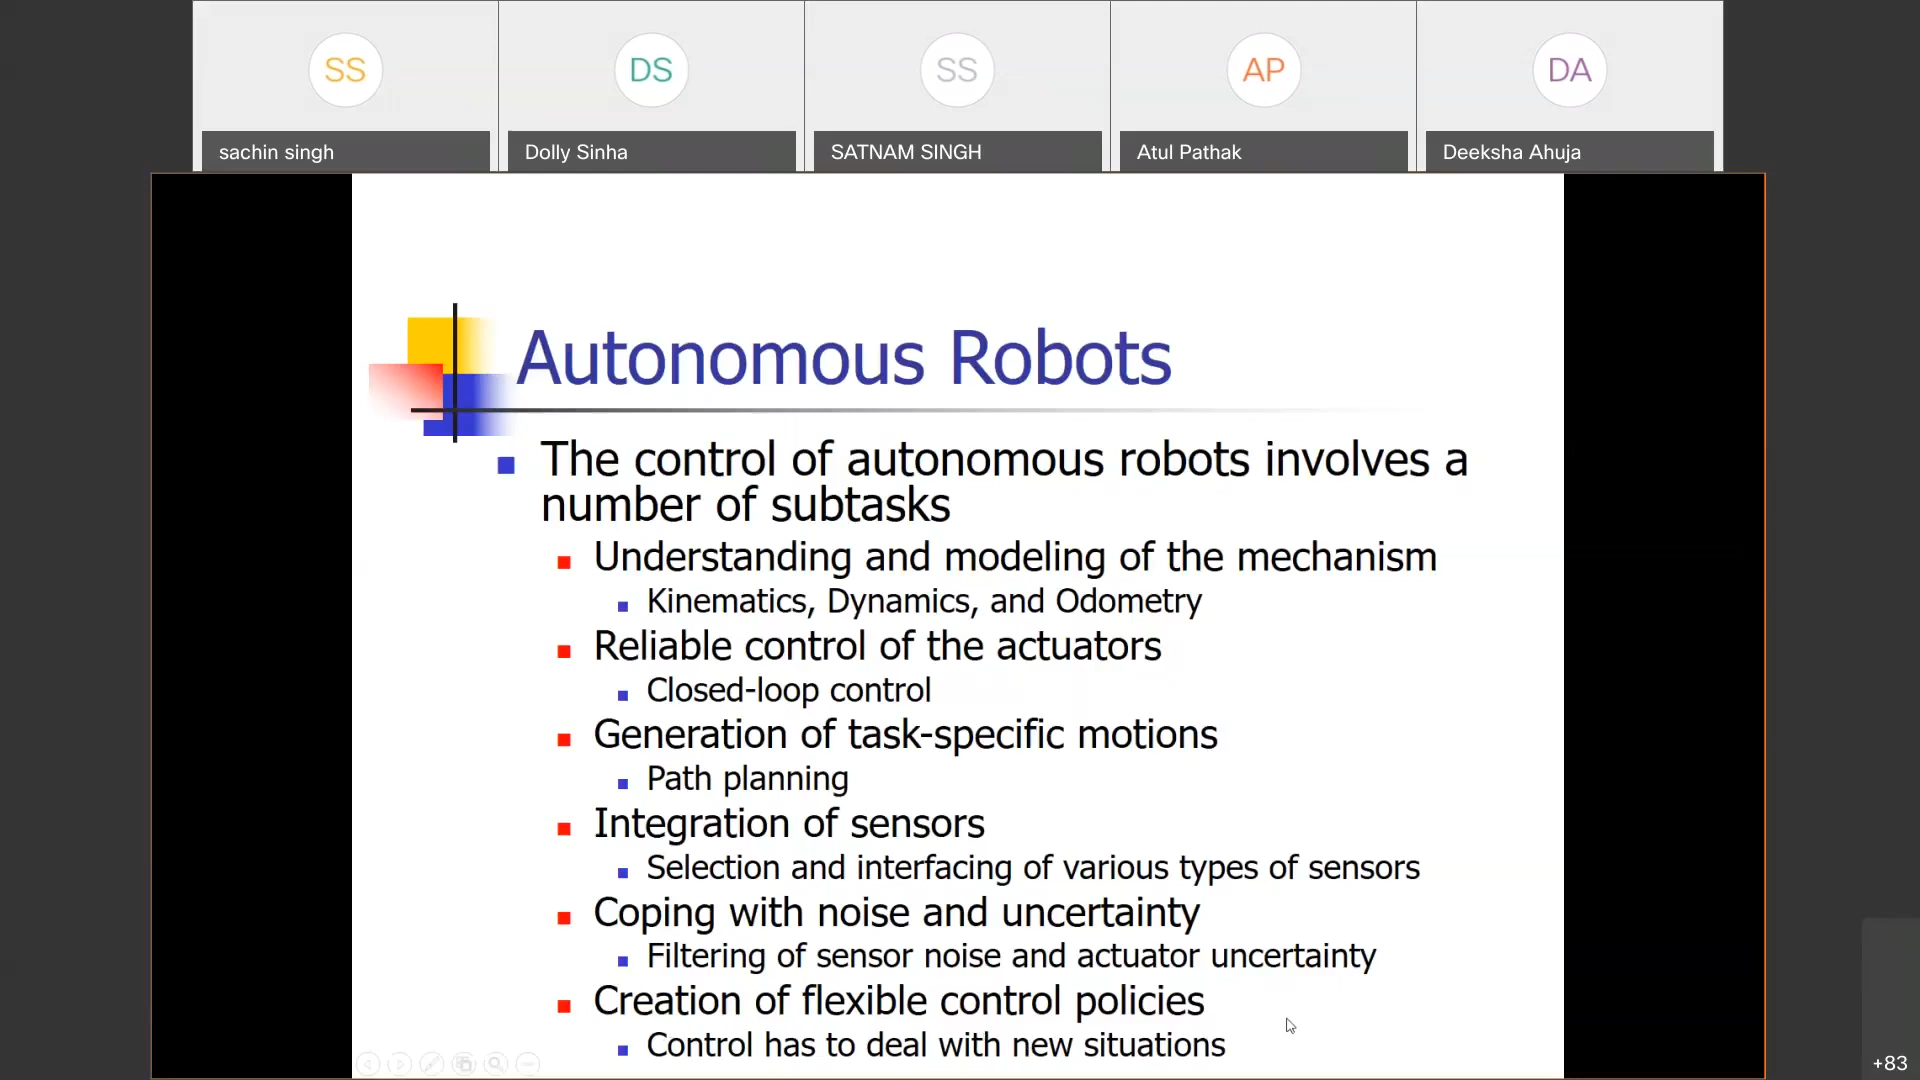 SS
DS
SS
AP
DA
sachin singh
Dolly Sinha
SATNAM SINGH
Atul Pathak
Deeksha Ahuja
Autonomous Robots
The control of autonomous robots involves a
number of subtasks
Understanding and modeling of the mechanism
Kinematics, Dynamics, and Odometry
Reliable control of the actuators
Closed-loop control
Generation of task-specific motions
Path planning
Integration of sensors
Selection and interfacing of various types of sensors
Coping with noise and uncertainty
Filtering of sensor noise and actuator uncertainty
Creation of flexible control policies
Control has to deal with new situations
+83